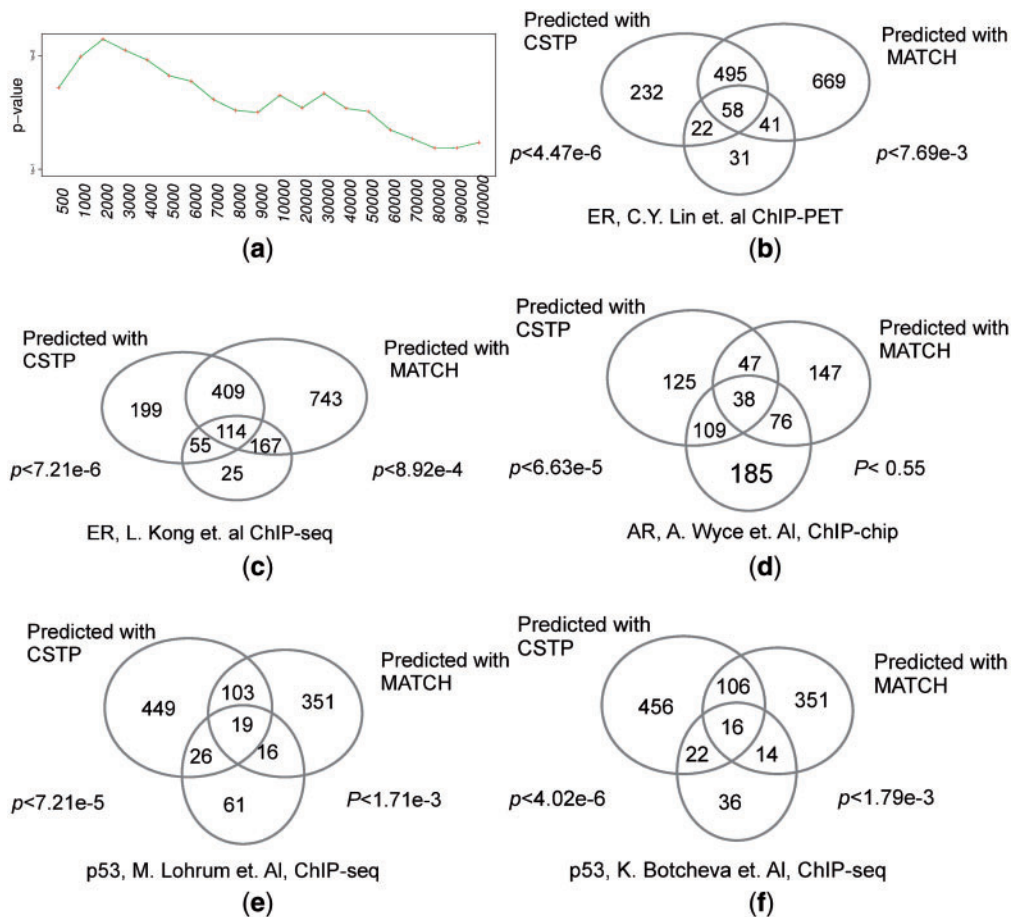 p-value
500
1000
2000
3000
4000
5000
6000
7000
8000
9000
10000
20000
30000
40000
50000
60000
70000
80000
90000
100000
(a)
Predicted with
CSTP
Predicted with
MATCH
232
495
669
58
22
41
31
p<4.47e-6
p<7.69e-3
ER, C.Y. Lin et. al ChIP-PET
(b)
Predicted with
CSTP
Predicted with
MATCH
199
409
743
114
55
167
25
p<7.21e-6
p<8.92e-4
ER, L. Kong et. al ChIP-seq
(c)
Predicted with
CSTP
Predicted with
MATCH
125
47
147
38
109
76
185
p<6.63e-5
P< 0.55
AR, A. Wyce et. Al, ChIP-chip
(d)
Predicted with
CSTP
Predicted with
MATCH
449
103
351
19
26
16
61
p<7.21e-5
P<1.71e-3
p53, M. Lohrum et. Al, ChIP-seq
(e)
Predicted with
CSTP
Predicted with
MATCH
456
106
351
16
22
14
36
p<4.02e-6
p<1.79e-3
p53, K. Botcheva et. Al, ChIP-seq
(f)